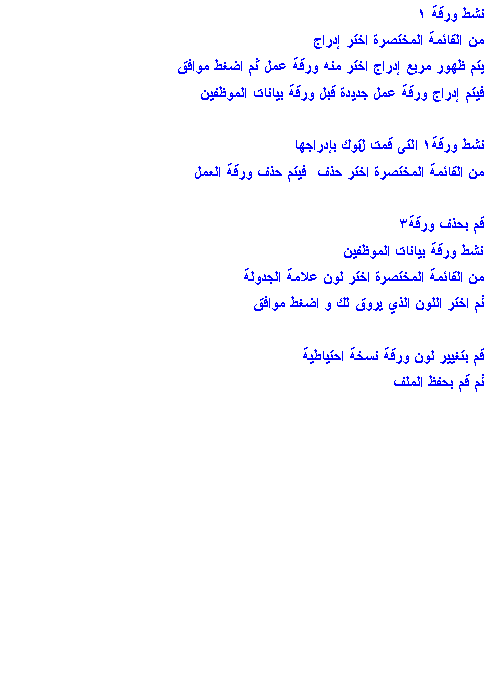 نشط ورقة ١
من القائمة المختصرة اختر إدراج
يتم ظهور مربع إدراج اختر منه ورقة عمل ثم اضغط موافق
فيتم إدراج ورقة عمل جديدة قبل ورقة بيانات الموظفين
نشط ورقة١ التى قمت لتوك بإدراجها
من القائمة المختصرة اختر حذف فيتم حذف ورقة العمل
قم بحذف ورقة٣
نشط ورقة بيانات الموظفين
من القائمة المختصرة اختر لون علامة الجدولة
ثم اختر اللون الذي يروق لك و اضغط موافق
قم بتغيير لون ورقة نسخة احتياطية
ثم قم بحفظ الملف